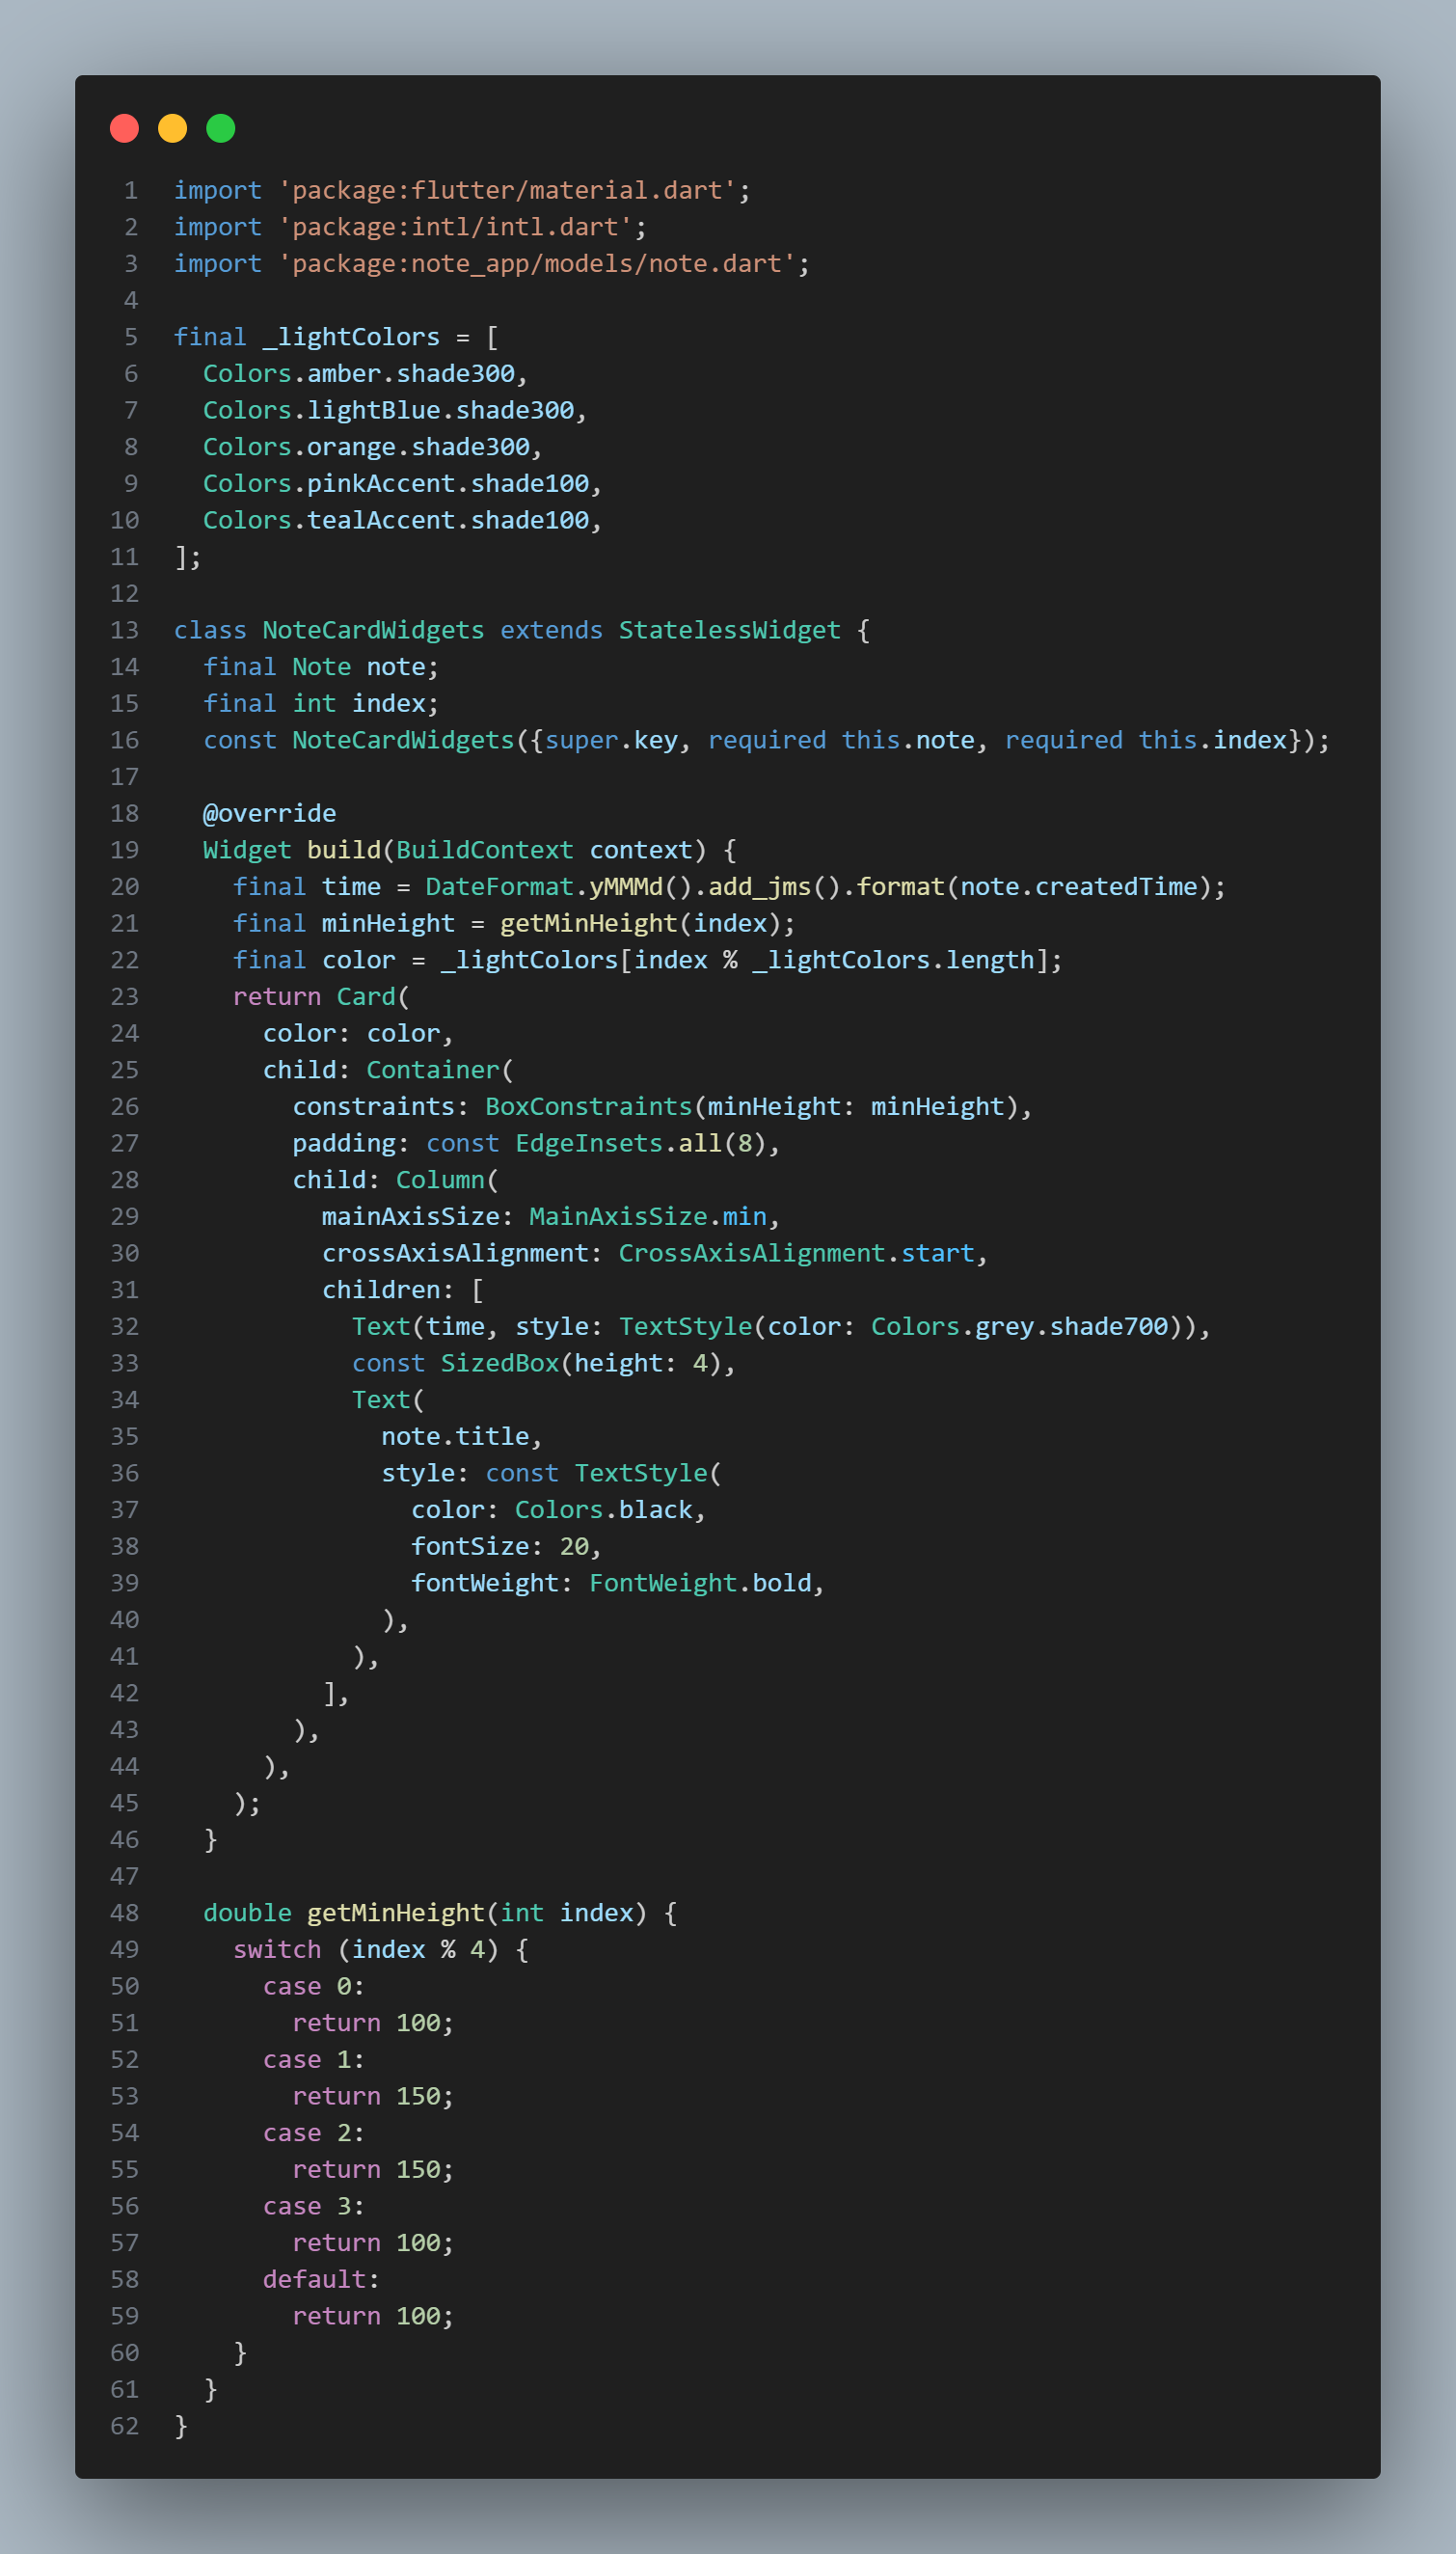 1 import 'package:flutter/material.dart';
2 import 'package:intl/intl.dart';
3 import 'package:note_app/models/note.dart';
4
5 final _lightColors = [
6   Colors.amber.shade300,
7   Colors.lightBlue.shade300,
8   Colors.orange.shade300,
9   Colors.pinkAccent.shade100,
10   Colors.tealAccent.shade100,
11 ];
12
13 class NoteCardWidgets extends StatelessWidget {
14   final Note note;
15   final int index;
16   const NoteCardWidgets({super.key, required this.note, required this.index});
17
18   @override
19   Widget build(BuildContext context) {
20     final time = DateFormat.yMMMd().add_jms().format(note.createdTime);
21     final minHeight = getMinHeight(index);
22     final color = _lightColors[index % _lightColors.length];
23     return Card(
24       color: color,
25       child: Container(
26         constraints: BoxConstraints(minHeight: minHeight),
27         padding: const EdgeInsets.all(8),
28         child: Column(
29           mainAxisSize: MainAxisSize.min,
30           crossAxisAlignment: CrossAxisAlignment.start,
31           children: [
32             Text(time, style: TextStyle(color: Colors.grey.shade700)),
33             const SizedBox(height: 4),
34             Text(
35               note.title,
36               style: const TextStyle(
37                 color: Colors.black,
38                 fontSize: 20,
39                 fontWeight: FontWeight.bold,
40               ),
41             ),
42           ],
43         ),
44       ),
45     );
46   }
47
48   double getMinHeight(int index) {
49     switch (index % 4) {
50       case 0:
51         return 100;
52       case 1:
53         return 150;
54       case 2:
55         return 150;
56       case 3:
57         return 100;
58       default:
59         return 100;
60     }
61   }
62 }